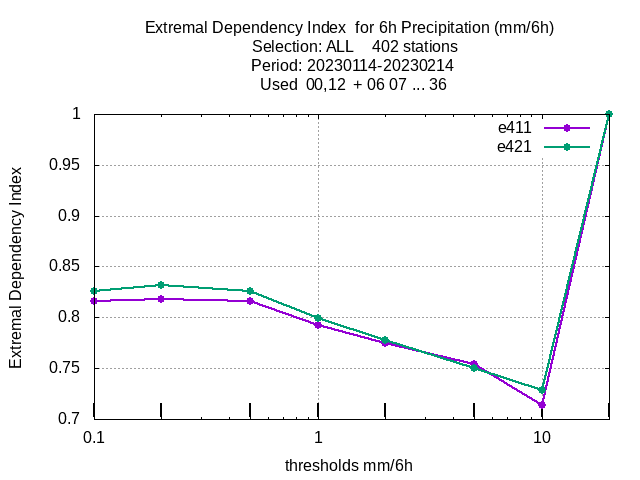 Extremal Dependency Index  for 6h Precipitation (mm/6h)
Selection: ALL    402 stations
Period: 20230114-20230214
Used  00,12  + 06 07 ... 36
1
0.95
0.9
0.85
0.8
0.75
0.7
Extremal Dependency Index
e411
e421
0.1
1
10
thresholds mm/6h